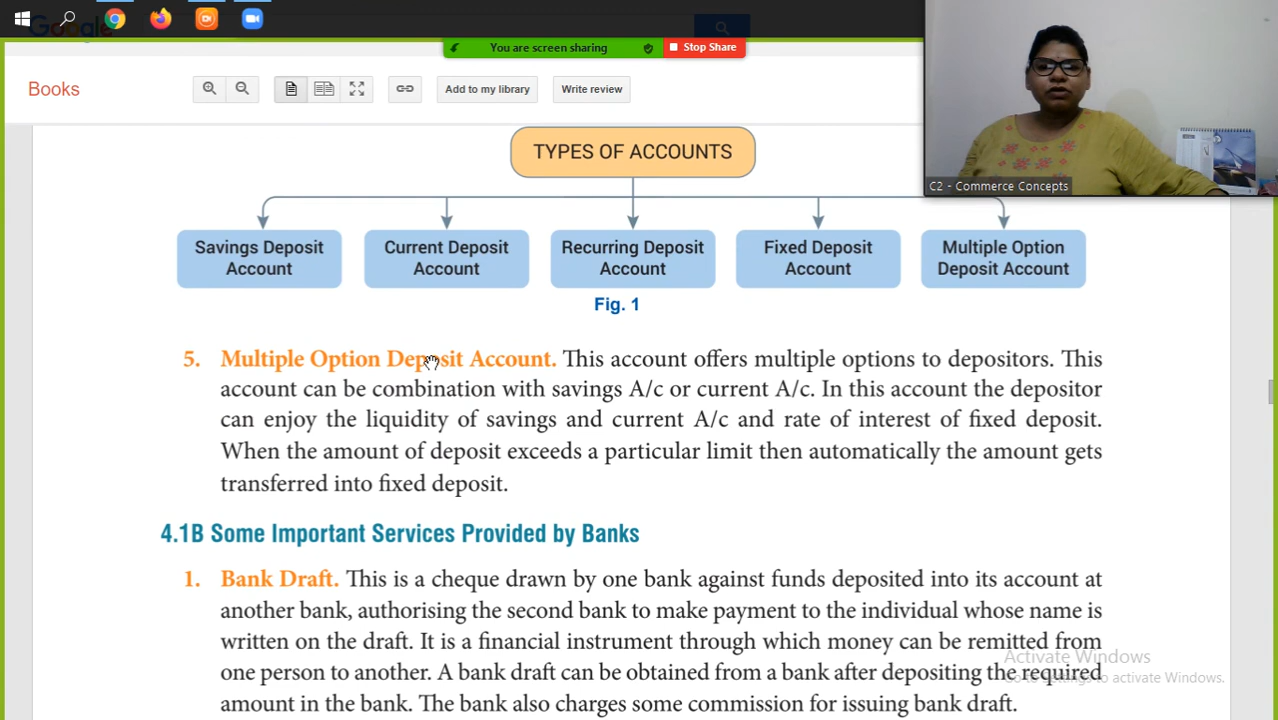 Google
You are screen sharing
Stop Share
Books
Add to my library
Write review
C2 - Commerce Concepts
TYPES OF ACCOUNTS
Savings Deposit
Account
Current Deposit
Account
Recurring Deposit
Account
Fixed Deposit
Account
Multiple Option
Deposit Account
Fig. 1
5. Multiple Option Deposit Account. This account offers multiple options to depositors. This
account can be combination with savings A/c or current A/c. In this account the depositor
can enjoy the liquidity of savings and current A/c and rate of interest of fixed deposit.
When the amount of deposit exceeds a particular limit then automatically the amount gets
transferred into fixed deposit.
4.1B Some Important Services Provided by Banks
1. Bank Draft. This is a cheque drawn by one bank against funds deposited into its account at
another bank, authorising the second bank to make payment to the individual whose name is
written on the draft. It is a financial instrument through which money can be remitted from
one person to another. A bank draft can be obtained from a bank after depositing the required
amount in the bank. The bank also charges some commission for issuing bank draft.
Activate Windows
Go to Settings to activate Windows.